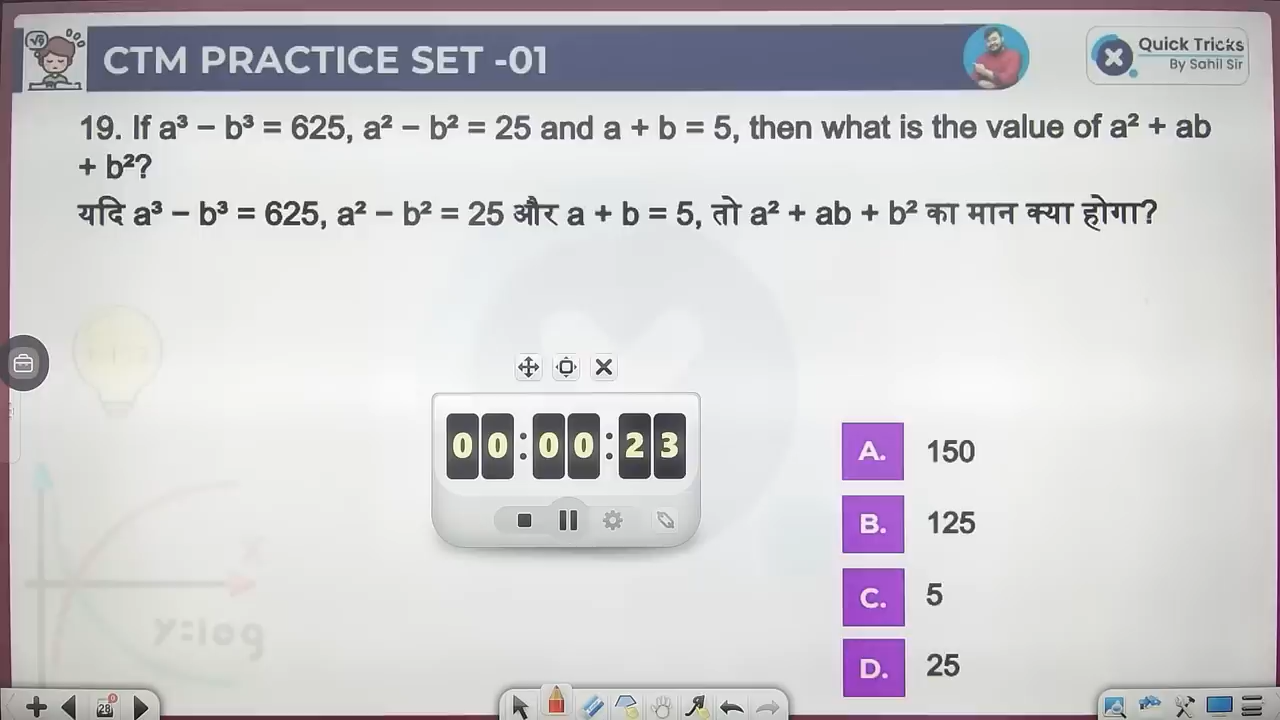 CTM PRACTICE SET -01
Quick Tricks
By Sahil Sir
19. If a³ – b³ = 625, a² – b² = 25 and a + b = 5, then what is the value of a² + ab
+ b²?
यदि a³ – b³ = 625, a² – b² = 25 और a + b = 5, तो a² + ab + b² का मान क्या होगा?
00:00:23
A. 150
B. 125
C. 5
D. 25
y=log
28